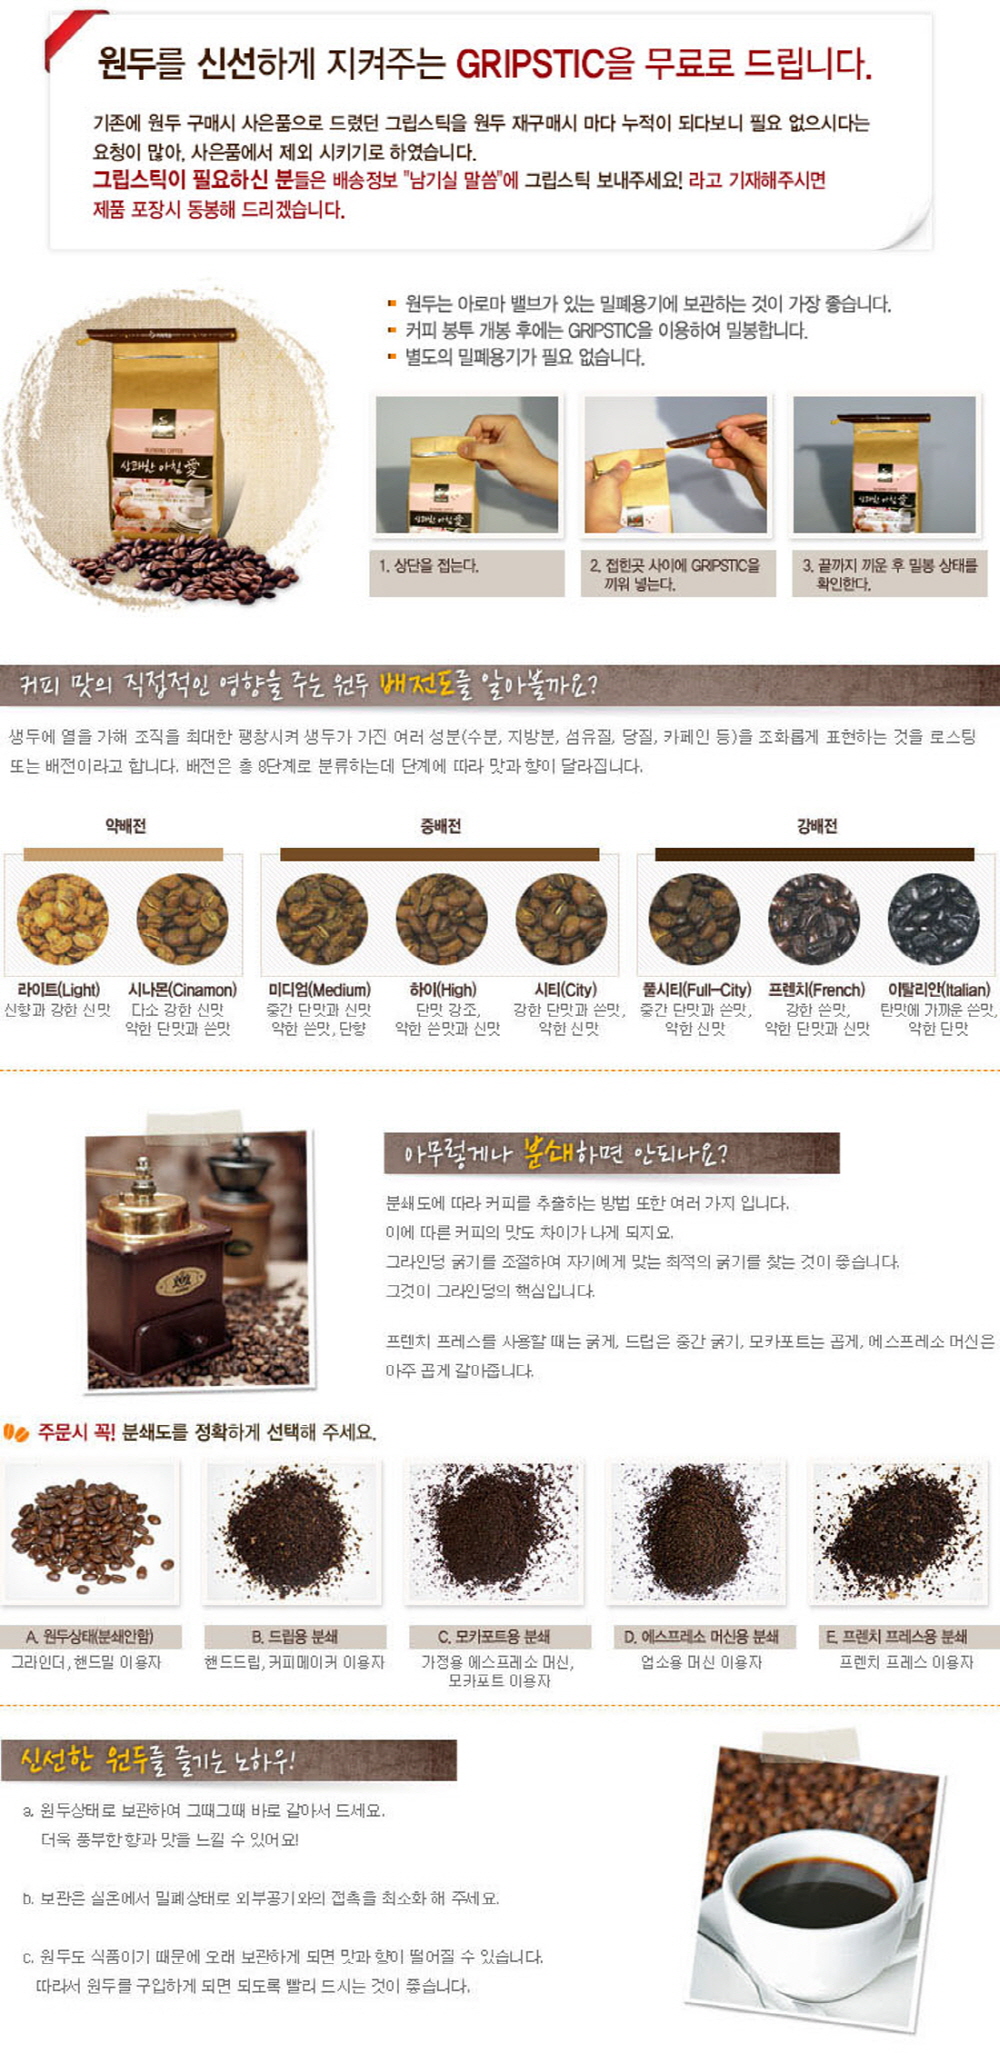 원두를 신선하게 지켜주는 GRIPSTIC을 무료로 드립니다.
기존에 원두 구매시 사은품으로 드렸던 그립스틱을 원두 재구매시 마다 누적이 되다보니 필요 없으시다는
요청이 많아, 사은품에서 제외 시키기로 하였습니다.
그립스틱이 필요하신 분들은 배송정보 "남기실 말씀"에 그립스틱 보내주세요! 라고 기재해주시면
제품 포장시 동봉해 드리겠습니다.
원두는 아로마 밸브가 있는 밀폐용기에 보관하는 것이 가장 좋습니다.
커피 봉투 개봉 후에는 GRIPSTIC을 이용하여 밀봉합니다.
별도의 밀폐용기가 필요 없습니다.
BLENDING COFFEE
상쾌한 아침 愛
상쾌한 아침 愛
1. 상단을 접는다.
2. 접힌곳 사이에 GRIPSTIC을
끼워 넣는다.
3. 끝까지 끼운 후 밀봉 상태를
확인한다.
커피 맛의 직접적인 영향을 주는 원두 배전도를 알아볼까요?
생두에 열을 가해 조직을 최대한 팽창시켜 생두가 가진 여러 성분(수분, 지방분, 섬유질, 당질, 카페인 등)을 조화롭게 표현하는 것을 로스팅
또는 배전이라고 합니다. 배전은 총 8단계로 분류하는데 단계에 따라 맛과 향이 달라집니다.
약배전
중배전
강배전
라이트(Light)
신향과 강한 신맛
시나몬(Cinamon)
다소 강한 신맛
약한 단맛과 쓴맛
미디엄(Medium)
중간 단맛과 신맛
약한 쓴맛, 단향
하이(High)
단맛 강조,
약한 쓴맛과 신맛
시티(City)
강한 단맛과 쓴맛,
약한 신맛
풀시티(Full-City)
중간 단맛과 쓴맛,
약한 신맛
프렌치(French)
강한 쓴맛,
약한 단맛과 신맛
이탈리안(Italian)
탄맛에 가까운 쓴맛,
약한 단맛
아무렇게나 분쇄하면 안되나요?
분쇄도에 따라 커피를 추출하는 방법 또한 여러 가지 입니다.
이에 따른 커피의 맛도 차이가 나게 되지요.
그라인딩 굵기를 조절하여 자기에게 맞는 최적의 굵기를 찾는 것이 좋습니다.
그것이 그라인딩의 핵심입니다.
프렌치 프레스를 사용할 때는 굵게, 드립은 중간 굵기, 모카포트는 곱게, 에스프레소 머신은
아주 곱게 갈아줍니다.
주문시 꼭! 분쇄도를 정확하게 선택해 주세요.
A. 원두상태(분쇄안함)
그라인더, 핸드밀 이용자
B. 드립용 분쇄
핸드드립, 커피메이커 이용자
C. 모카포트용 분쇄
가정용 에스프레소 머신,
모카포트 이용자
D. 에스프레소 머신용 분쇄
업소용 머신 이용자
E. 프렌치 프레스용 분쇄
프렌치 프레스 이용자
신선한 원두를 즐기는 노하우!
a. 원두상태로 보관하여 그때그때 바로 갈아서 드세요.
더욱 풍부한향과 맛을 느낄 수 있어요!
b. 보관은 실온에서 밀폐상태로 외부공기와의 접촉을 최소화 해 주세요.
c. 원두도 식품이기 때문에 오래 보관하게 되면 맛과 향이 떨어질 수 있습니다.
따라서 원두를 구입하게 되면 되도록 빨리 드시는 것이 좋습니다.